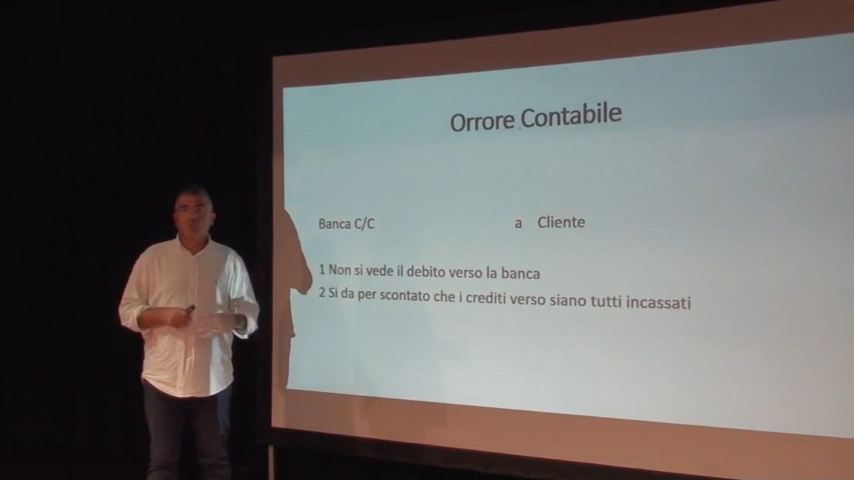 Orrore Contabile
Banca C/C a Cliente
1 Non si vede il debito verso la banca
2 Si da per scontato che i crediti verso siano tutti incassati